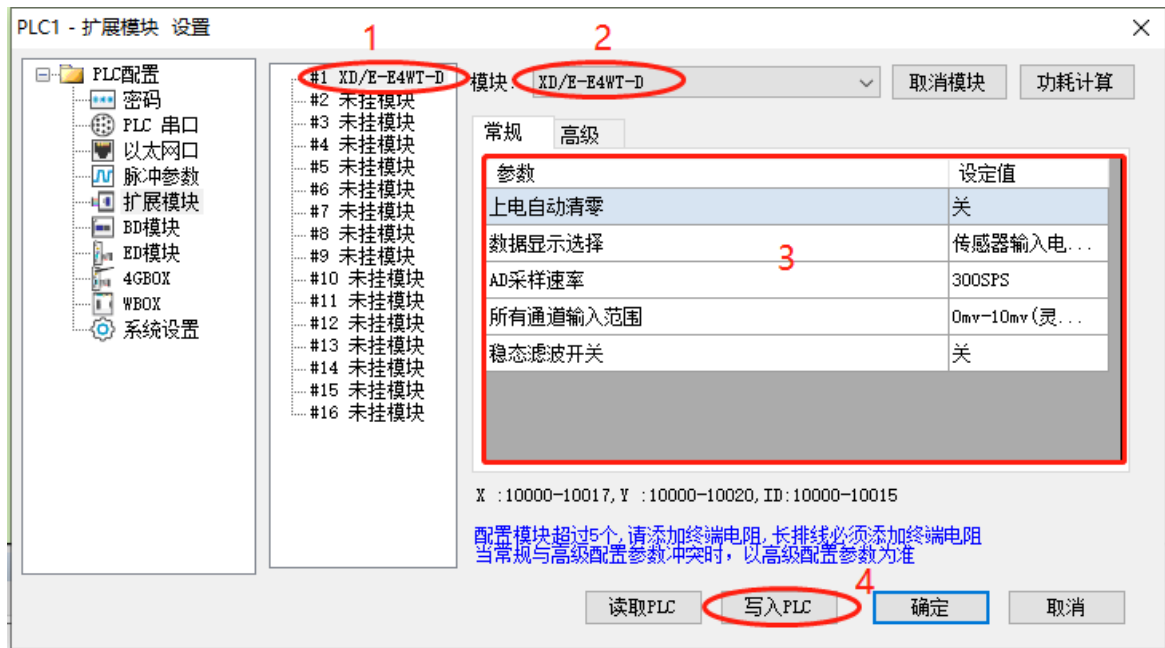 PLC1 - 扩展模块 设置
1
2
PLC配置
密码
PLC 串口
以太网口
脉冲参数
扩展模块
BD模块
ED模块
4GBOX
WBOX
系统设置
#1 XD/E-E4WT-D
#2 未挂模块
#3 未挂模块
#4 未挂模块
#5 未挂模块
#6 未挂模块
#7 未挂模块
#8 未挂模块
#9 未挂模块
#10 未挂模块
#11 未挂模块
#12 未挂模块
#13 未挂模块
#14 未挂模块
#15 未挂模块
#16 未挂模块
模块: XD/E-E4WT-D 取消模块 功耗计算
常规 高级
参数 设定值
上电自动清零 关
数据显示选择 传感器输入电...
3
AD采样速率 300SPS
所有通道输入范围 0mv-10mv(灵...
稳态滤波开关 关
X :10000-10017,Y :10000-10020,ID:10000-10015
配置模块超过5个,请添加终端电阻,长排线必须添加终端电阻
当常规与高级配置参数冲突时，以高级配置参数为准
4
读取PLC 写入PLC 确定 取消